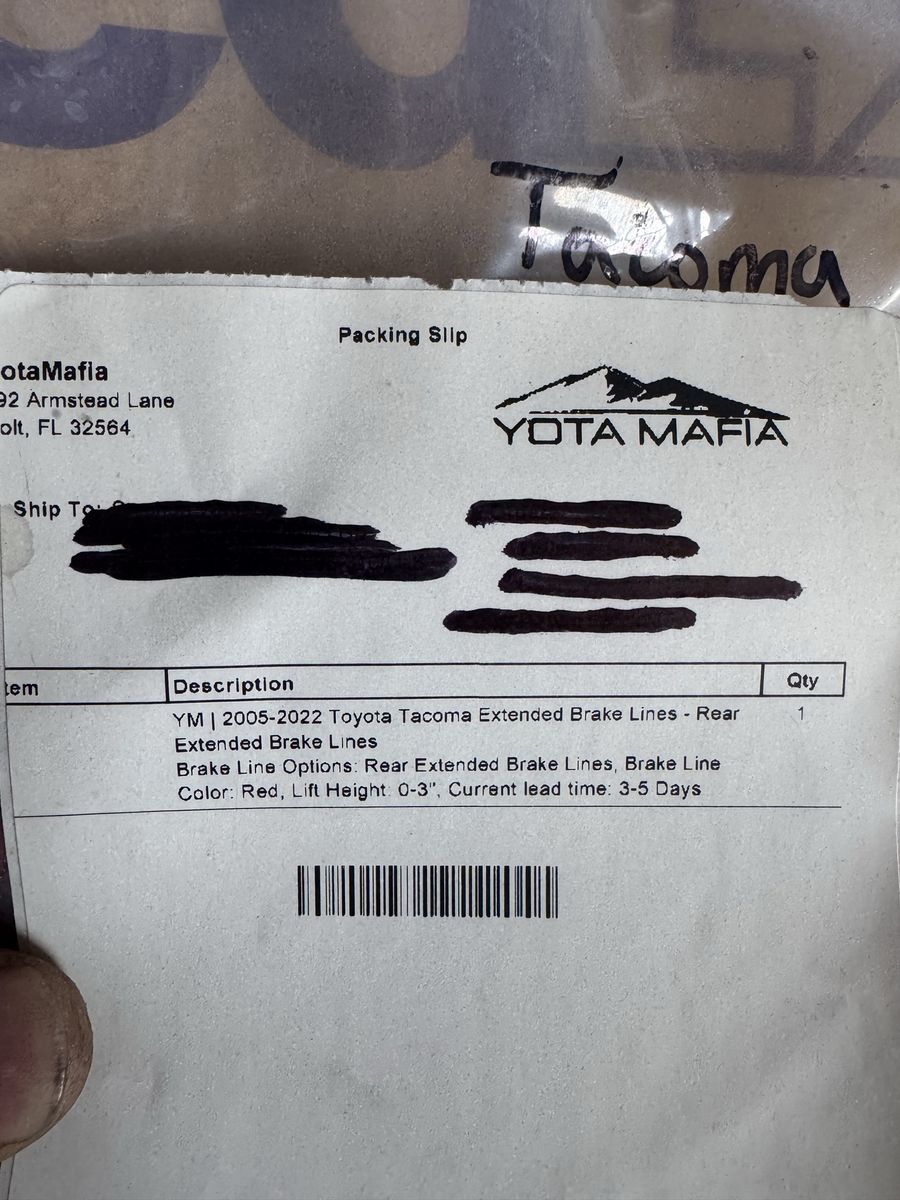 Tacoma
Packing Slip
otaMafia
92 Armstead Lane
olt, FL 32564
YOTA MAFIA
Ship To:
tem Description Qty
YM | 2005-2022 Toyota Tacoma Extended Brake Lines - Rear 1
Extended Brake Lines
Brake Line Options: Rear Extended Brake Lines, Brake Line
Color: Red, Lift Height: 0-3", Current lead time: 3-5 Days